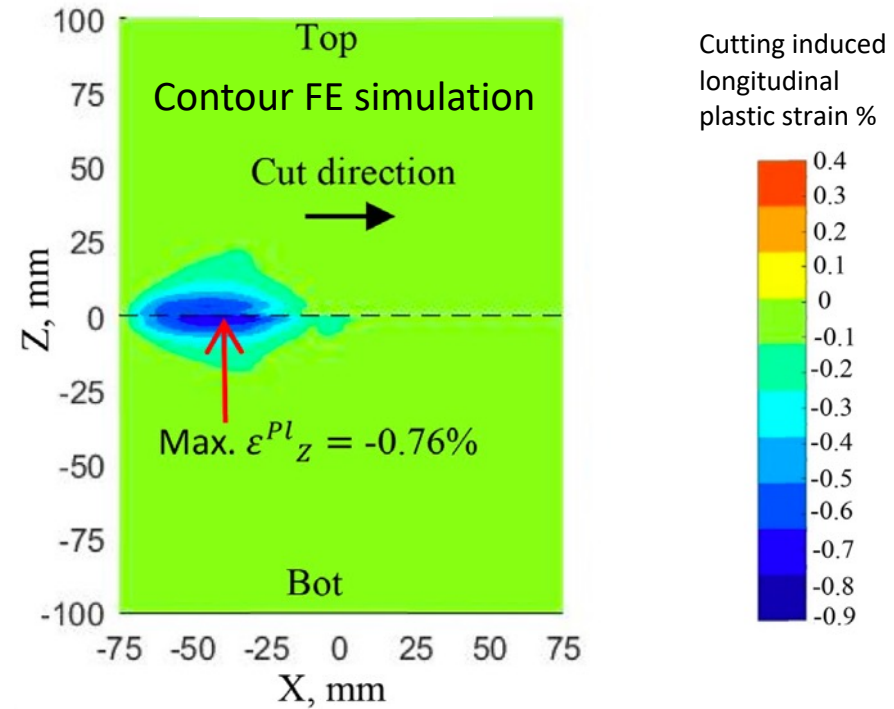 100
Top
75
Contour FE simulation
50
Cut direction
25
Z, mm
0
-25
Max. 𝜀^{Pl}_Z = -0.76%
-50
-75
Bot
-100
-75 -50 -25 0 25 50 75
X, mm
Cutting induced
longitudinal
plastic strain %
0.4
0.3
0.2
0.1
0
-0.1
-0.2
-0.3
-0.4
-0.5
-0.6
-0.7
-0.8
-0.9